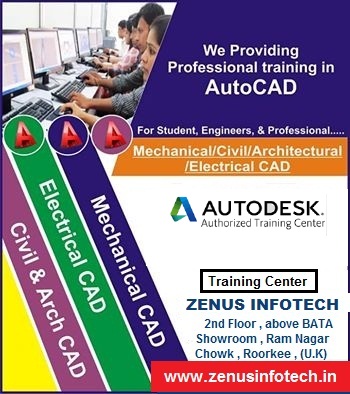 We Providing
Professional training in
AutoCAD
For Student, Engineers, & Professional.....
Mechanical/Civil/Architectural
/Electrical CAD
A A A
Civil & Arch CAD
Electrical CAD
Mechanical CAD
AUTODESK.
Authorized Training Center
Training Center
ZENUS INFOTECH
2nd Floor , above BATA
Showroom , Ram Nagar
Chowk , Roorkee , (U.K)
www.zenusinfotech.in